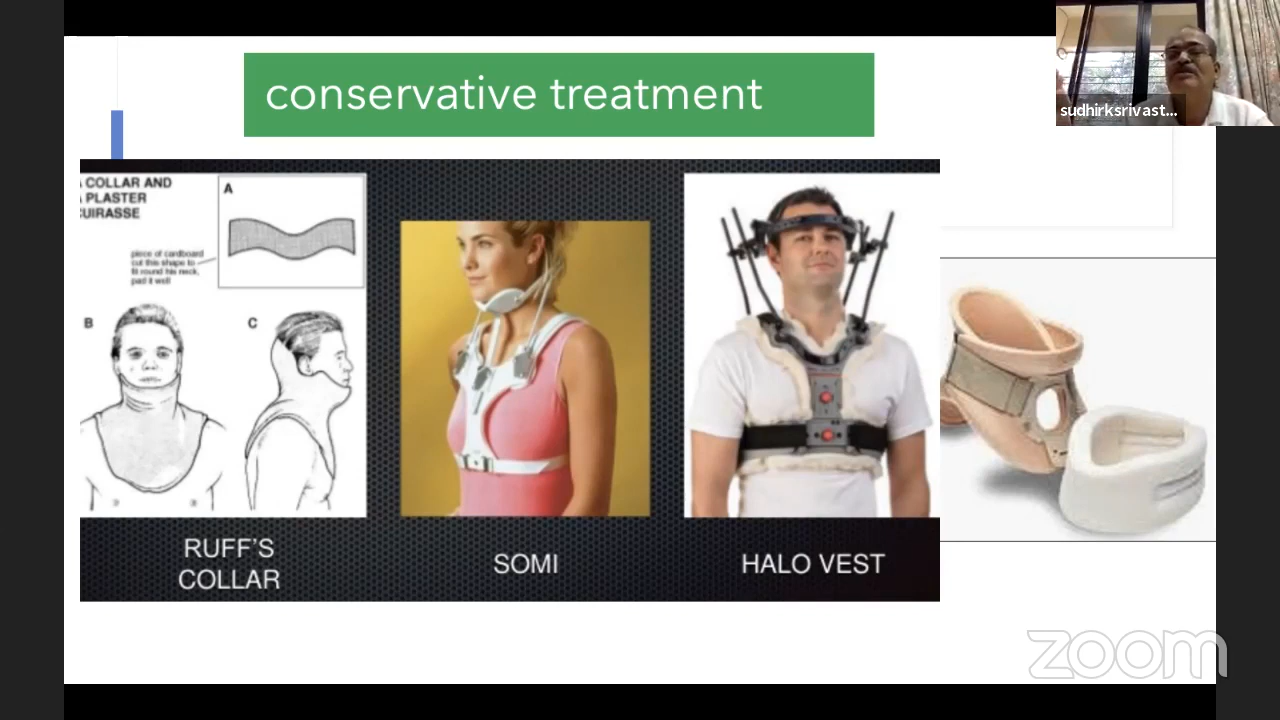 conservative treatment
sudhirksrivast...
COLLAR AND
PLASTER
CUIRASSE
A
piece of cardboard
cut this shape to
fit round his neck,
pad it well
B
C
RUFF'S
COLLAR
SOMI
HALO VEST
zoom